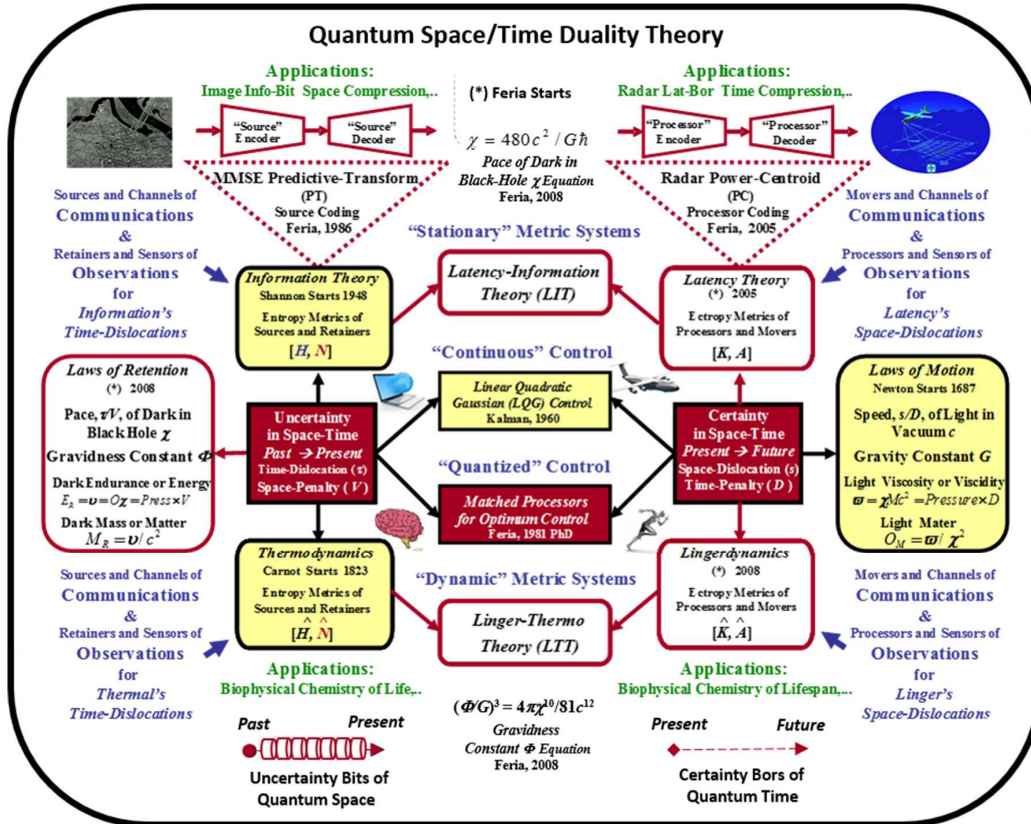 Quantum Space/Time Duality Theory
Applications:
Image Info-Bit Space Compression,..
"Source"
Encoder
"Source"
Decoder
MMSE Predictive-Transform
(PT)
Source Coding
Feria, 1986
(*) Feria Starts
χ = 480c² / Għ
Pace of Dark in
Black-Hole χ Equation
Feria, 2008
Applications:
Radar Lat-Bor Time Compression,..
"Processor"
Encoder
"Processor"
Decoder
Radar Power-Centroid
(PC)
Processor Coding
Feria, 2005
Sources and Channels of
Communications
&
Retainers and Sensors of
Observations
for
Information's
Time-Dislocations
Movers and Channels of
Communications
&
Processors and Sensors of
Observations
for
Latency's
Space-Dislocations
"Stationary" Metric Systems
Information Theory
Shannon Starts 1948
Entropy Metrics of
Sources and Retainers
[H, N]
Latency-Information
Theory (LIT)
Latency Theory
(*) 2005
Ectropy Metrics of
Processors and Movers
[K, A]
Laws of Retention
(*) 2008
Pace, τV, of Dark in
Black Hole χ
Gravidness Constant Φ
Dark Endurance or Energy
E_R = υ = Oχ = Press×V
Dark Mass or Matter
M_R = υ/ c²
Uncertainty
in Space-Time
Past → Present
Time-Dislocation (τ)
Space-Penalty (V)
"Continuous" Control
Linear Quadratic
Gaussian (LQG) Control
Kalman, 1960
"Quantized" Control
Matched Processors
for Optimum Control
Feria, 1981 PhD
Certainty
in Space-Time
Present → Future
Space-Dislocation (s)
Time-Penalty (D)
Laws of Motion
Newton Starts 1687
Speed, s/D, of Light in
Vacuum c
Gravity Constant G
Light Viscosity or Viscidity
ϖ = χMc² = Pressure×D
Light Mater
O_M = ϖ/ χ²
Sources and Channels of
Communications
&
Retainers and Sensors of
Observations
for
Thermal's
Time-Dislocations
Thermodynamics
Carnot Starts 1823
Entropy Metrics of
Sources and Retainers
[Ĥ, N̂]
"Dynamic" Metric Systems
Linger-Thermo
Theory (LTT)
Lingerdynamics
(*) 2008
Ectropy Metrics of
Processors and Movers
[K̂, Â]
Movers and Channels of
Communications
&
Processors and Sensors of
Observations
for
Linger's
Space-Dislocations
Applications:
Biophysical Chemistry of Life,..
Past
Present
Uncertainty Bits of
Quantum Space
(Φ/G)³ = 4πχ¹⁰/81c¹²
Gravidness
Constant Φ Equation
Feria, 2008
Applications:
Biophysical Chemistry of Lifespan,...
Present
Future
Certainty Bors of
Quantum Time